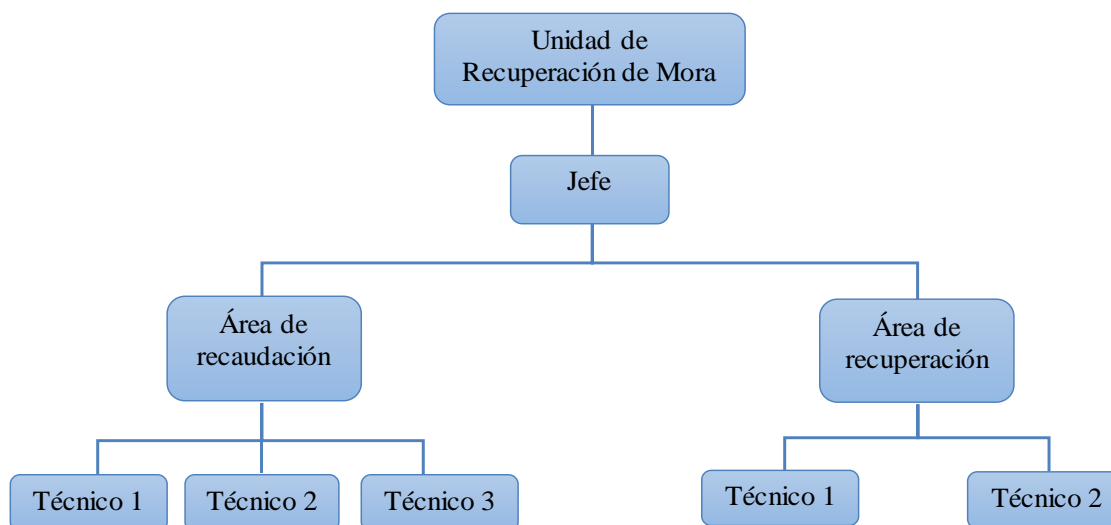 Unidad de
Recuperación de Mora
Jefe
Área de
recaudación
Área de
recuperación
Técnico 1
Técnico 2
Técnico 3
Técnico 1
Técnico 2